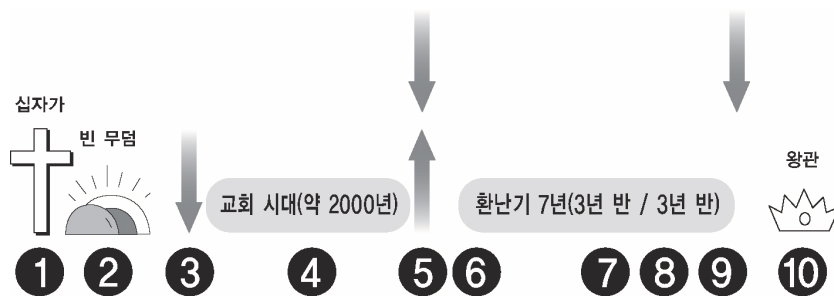 십자가
빈 무덤
왕관
교회 시대(약 2000년)
환난기 7년(3년 반 / 3년 반)
1 2 3 4 5 6 7 8 9 10